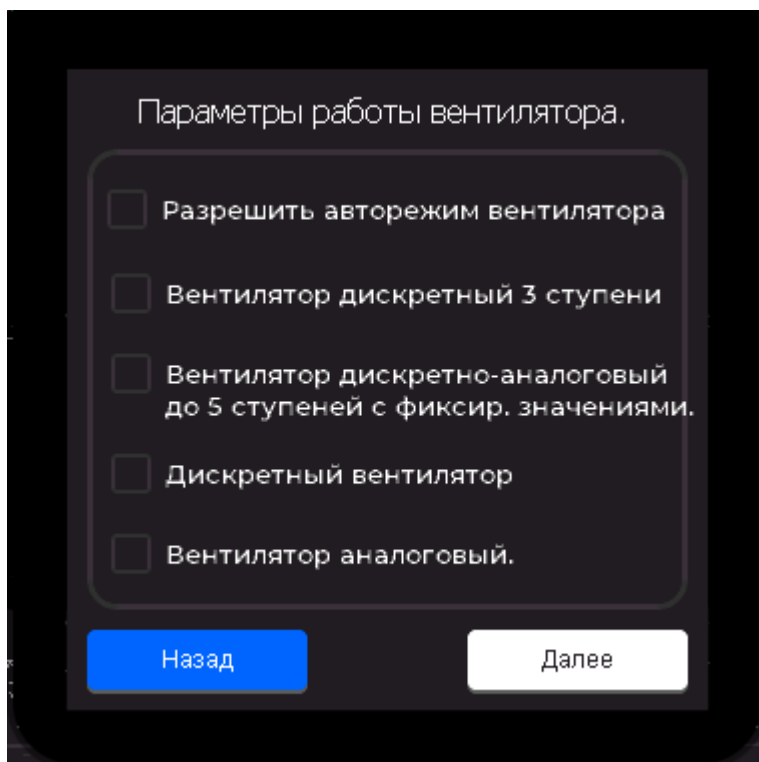 Параметры работы вентилятора.
Разрешить авторежим вентилятора
Вентилятор дискретный 3 ступени
Вентилятор дискретно-аналоговый
до 5 ступеней с фиксир. значениями.
Дискретный вентилятор
Вентилятор аналоговый.
Назад
Далее